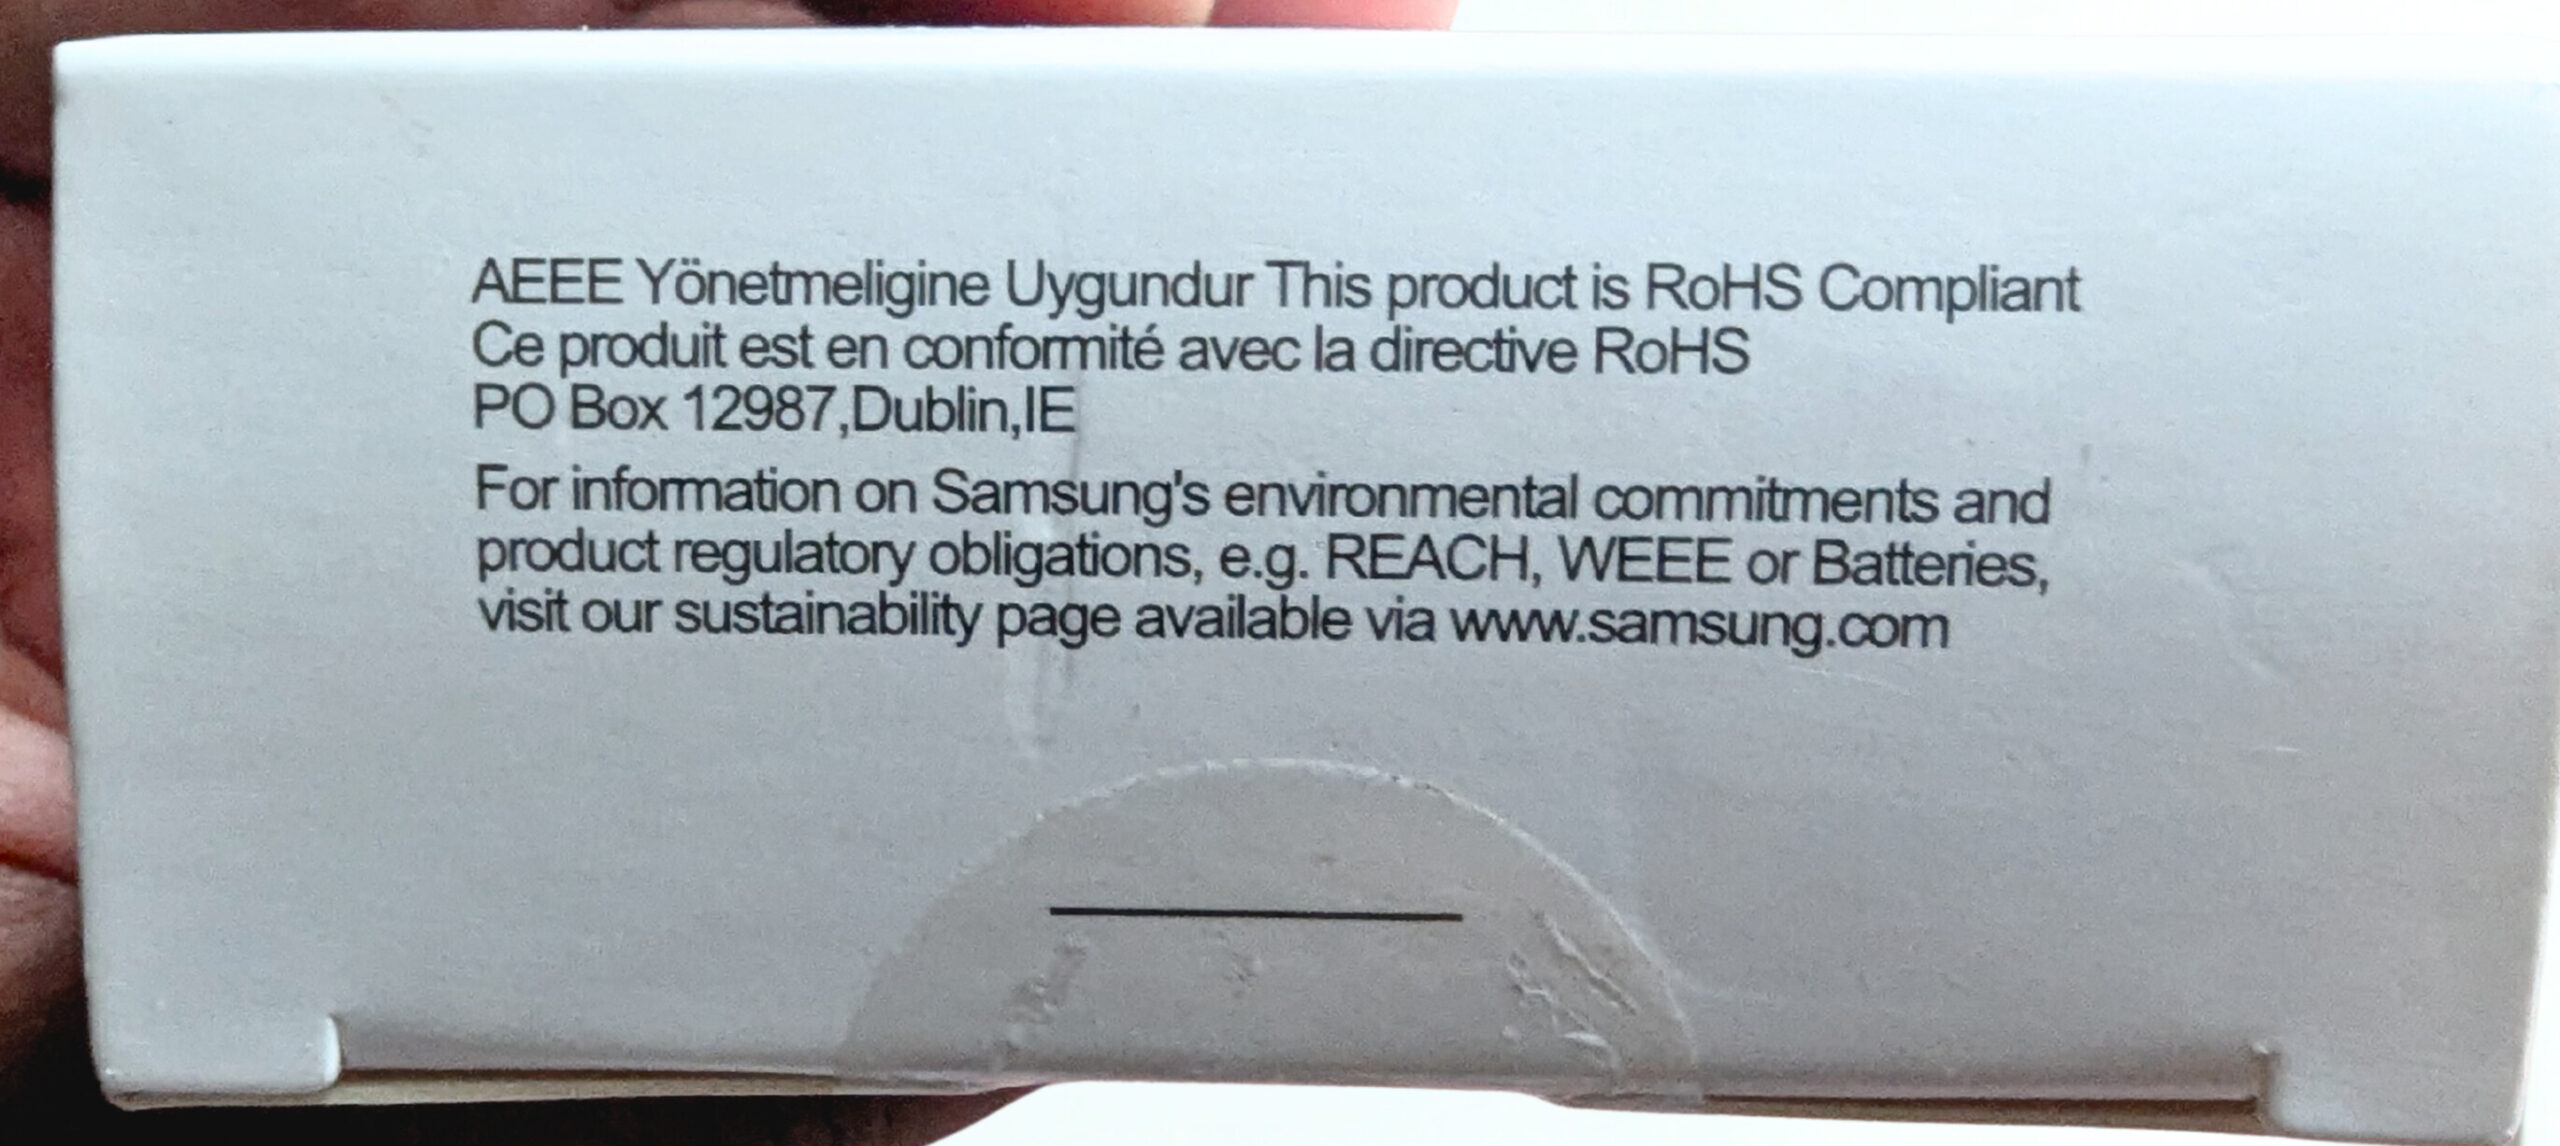 AEEE Yönetmeligine Uygundur This product is RoHS Compliant
Ce produit est en conformité avec la directive RoHS
PO Box 12987,Dublin,IE
For information on Samsung's environmental commitments and
product regulatory obligations, e.g. REACH, WEEE or Batteries,
visit our sustainability page available via www.samsung.com